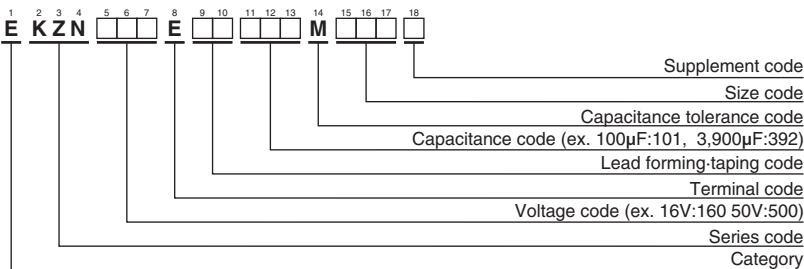 1 2 3 4 5 6 7 8 9 10 11 12 13 14 15 16 17 18
E K Z N □□□ E □□ □□□ M □□□ □
Supplement code
Size code
Capacitance tolerance code
Capacitance code (ex. 100μF:101, 3,900μF:392)
Lead forming·taping code
Terminal code
Voltage code (ex. 16V:160 50V:500)
Series code
Category